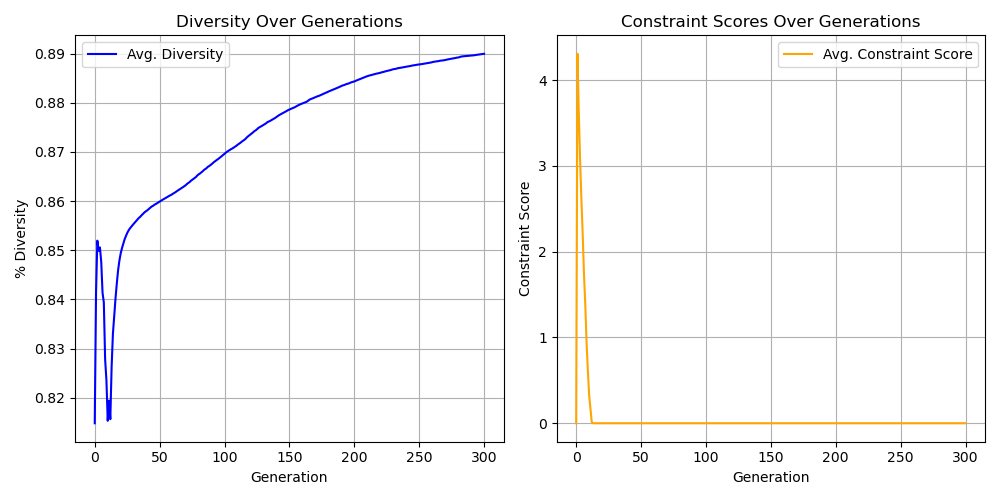 Diversity Over Generations
Avg. Diversity
% Diversity
0.89
0.88
0.87
0.86
0.85
0.84
0.83
0.82
0 50 100 150 200 250 300
Generation
Constraint Scores Over Generations
Avg. Constraint Score
Constraint Score
4
3
2
1
0
0 50 100 150 200 250 300
Generation